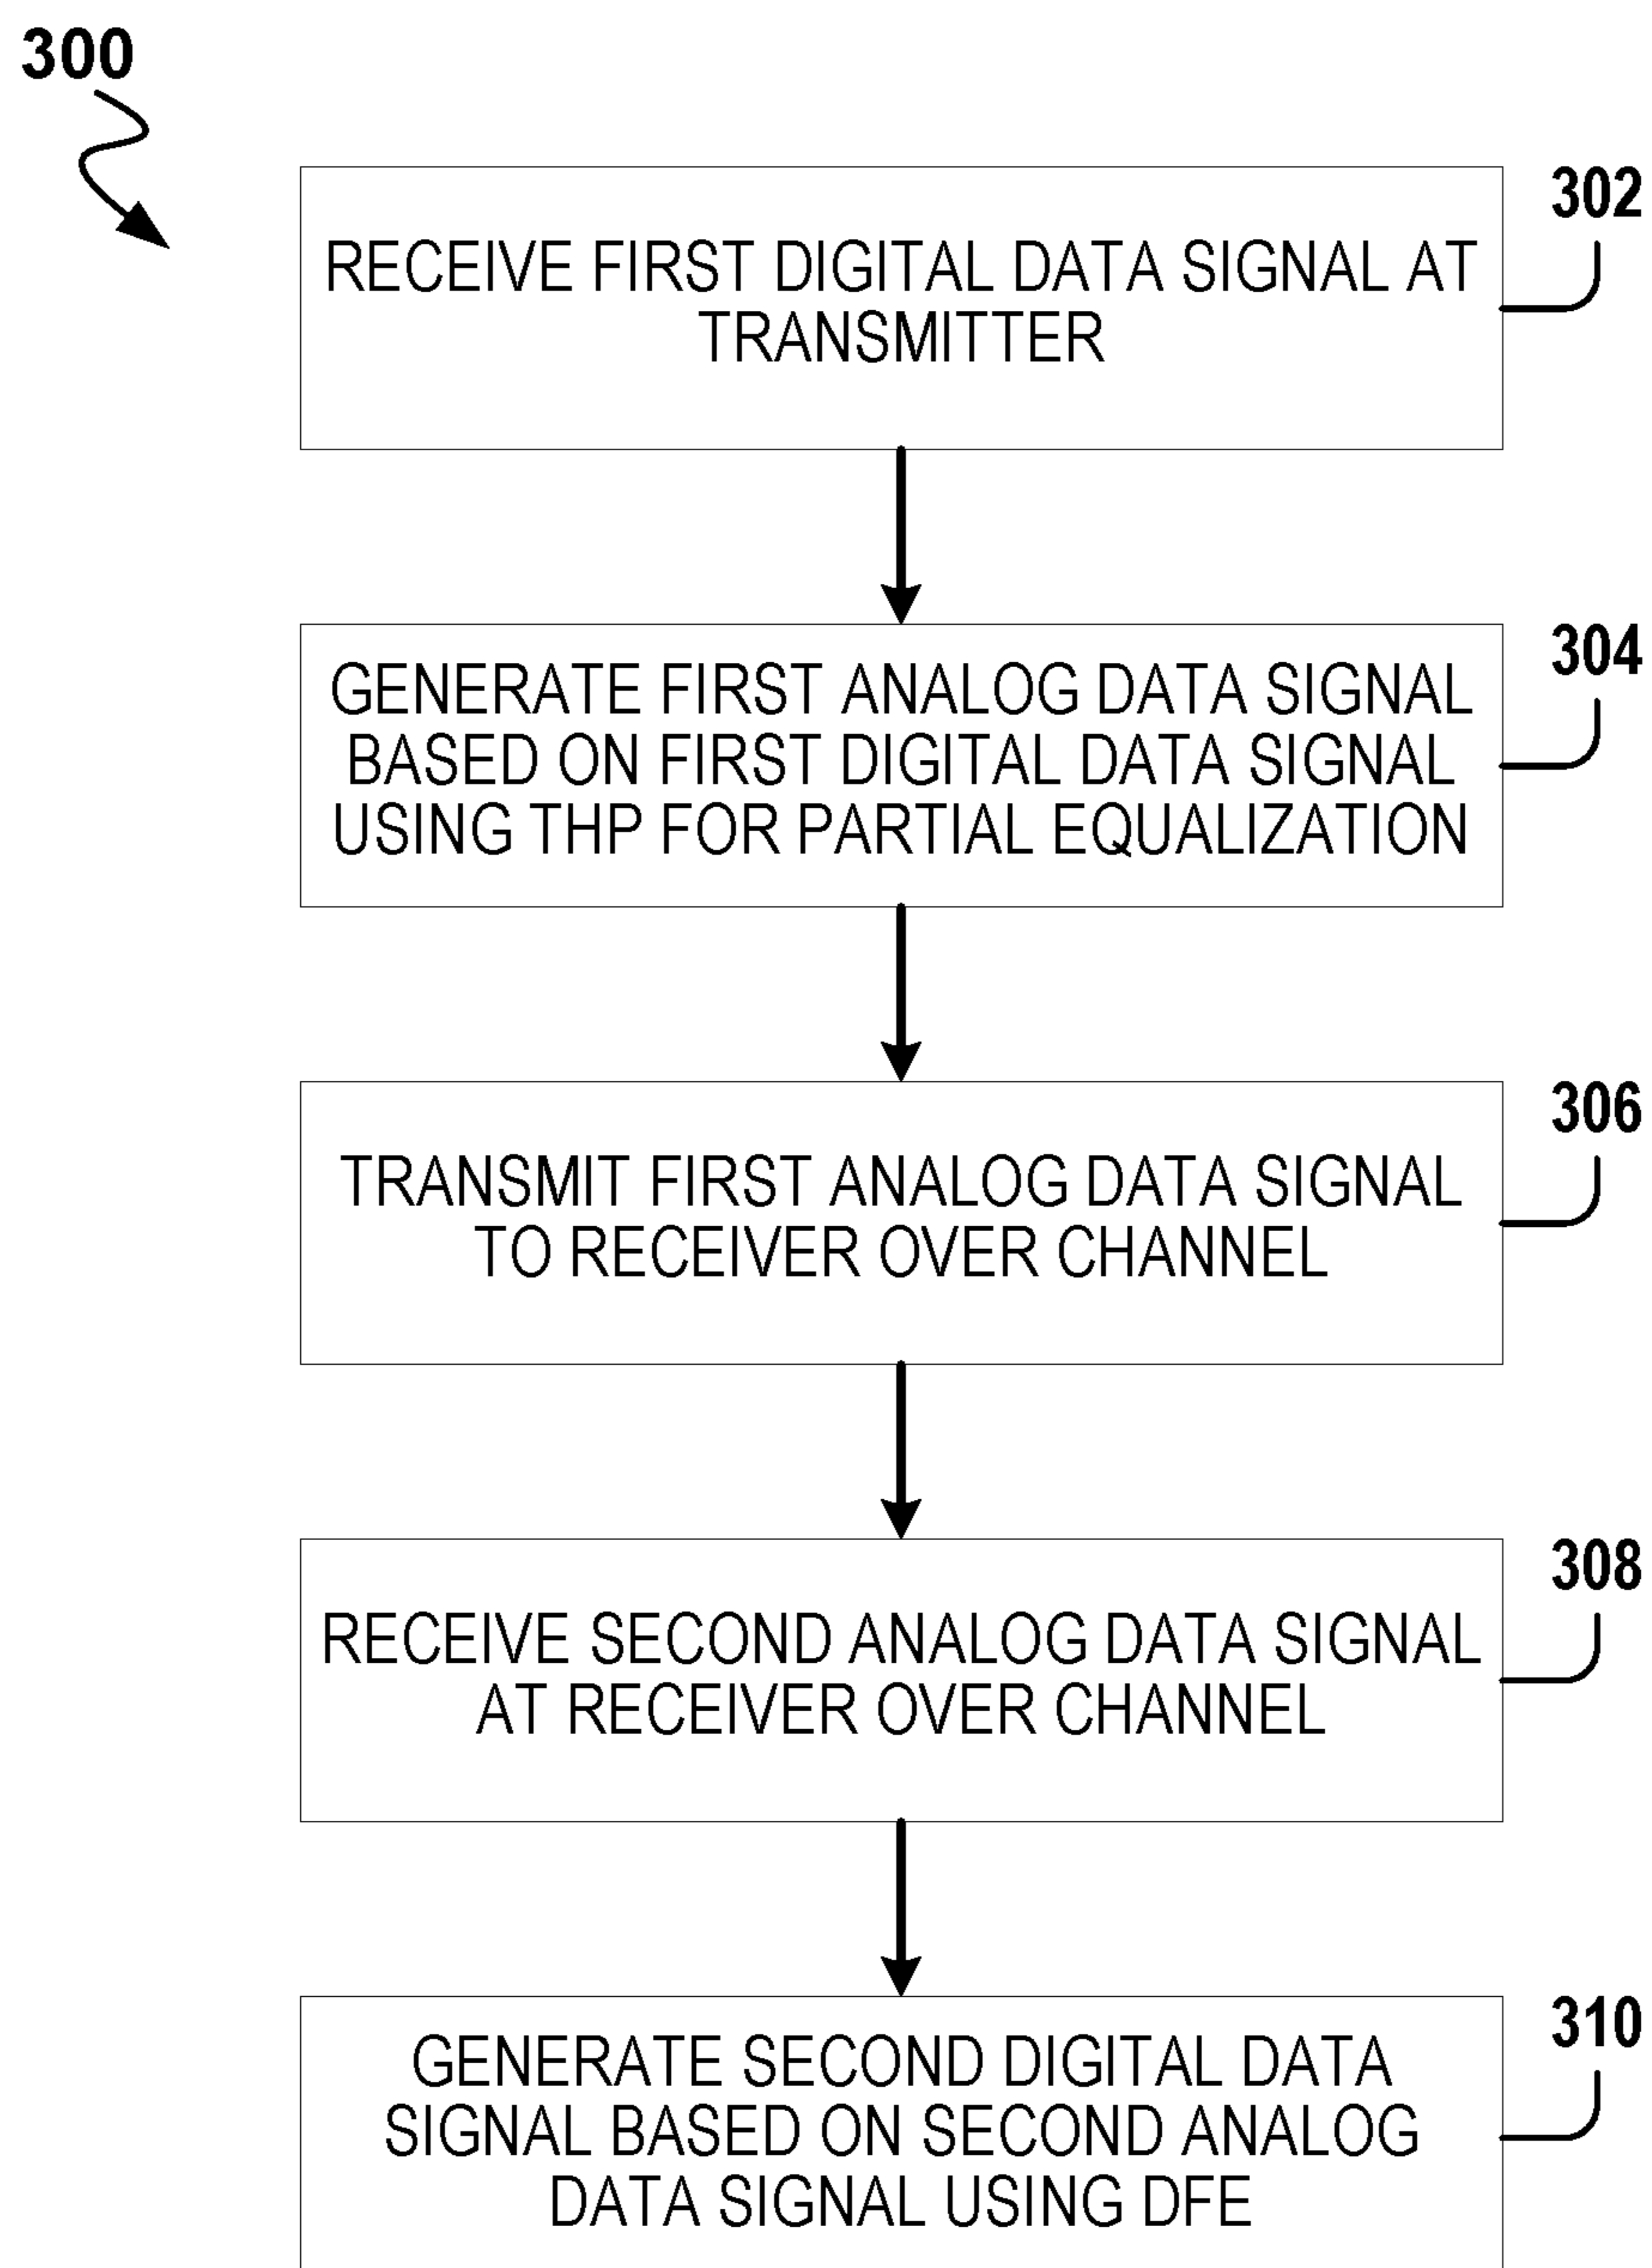 300
302
RECEIVE FIRST DIGITAL DATA SIGNAL AT
TRANSMITTER
304
GENERATE FIRST ANALOG DATA SIGNAL
BASED ON FIRST DIGITAL DATA SIGNAL
USING THP FOR PARTIAL EQUALIZATION
306
TRANSMIT FIRST ANALOG DATA SIGNAL
TO RECEIVER OVER CHANNEL
308
RECEIVE SECOND ANALOG DATA SIGNAL
AT RECEIVER OVER CHANNEL
310
GENERATE SECOND DIGITAL DATA
SIGNAL BASED ON SECOND ANALOG
DATA SIGNAL USING DFE